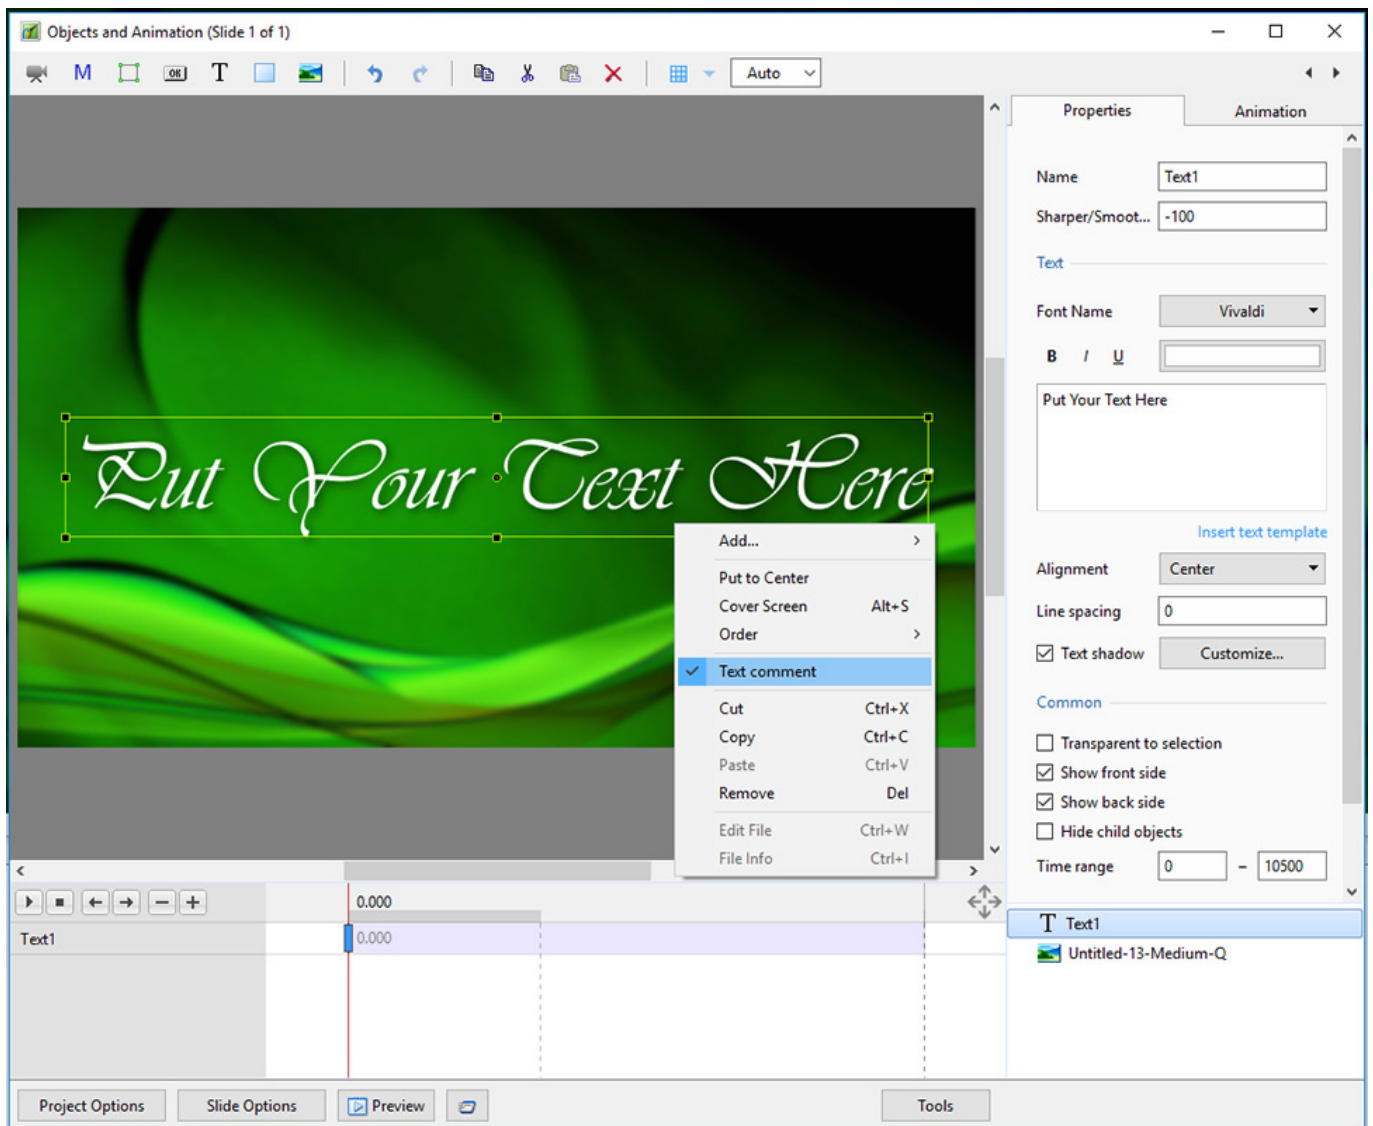 Objects and Animation (Slide 1 of 1)
M OK T Auto
Properties Animation
Name Text1
Sharper/Smoot... -100
Text
Font Name Vivaldi
B I U
Put Your Text Here
Insert text template
Alignment Center
Line spacing 0
Text shadow Customize...
Common
Transparent to selection
Show front side
Show back side
Hide child objects
Time range 0 – 10500
Put Your Text Here
Add...
Put to Center
Cover Screen Alt+S
Order
Text comment
Cut Ctrl+X
Copy Ctrl+C
Paste Ctrl+V
Remove Del
Edit File Ctrl+W
File Info Ctrl+I
0.000
Text1 0.000
T Text1
Untitled-13-Medium-Q
Project Options Slide Options Preview Tools